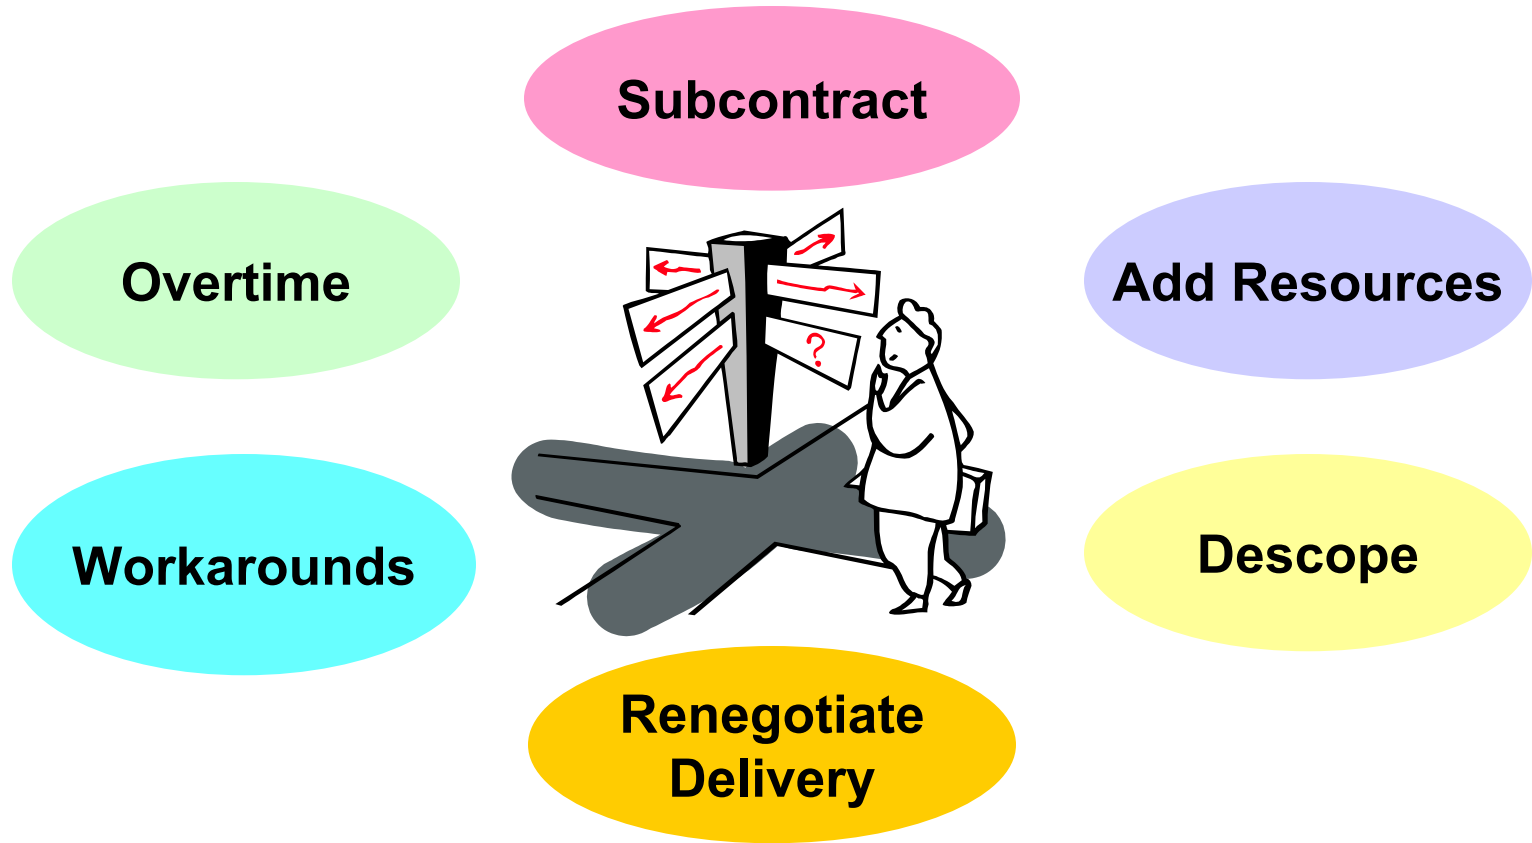 Subcontract
Overtime
Add Resources
?
Workarounds
Descope
Renegotiate
Delivery